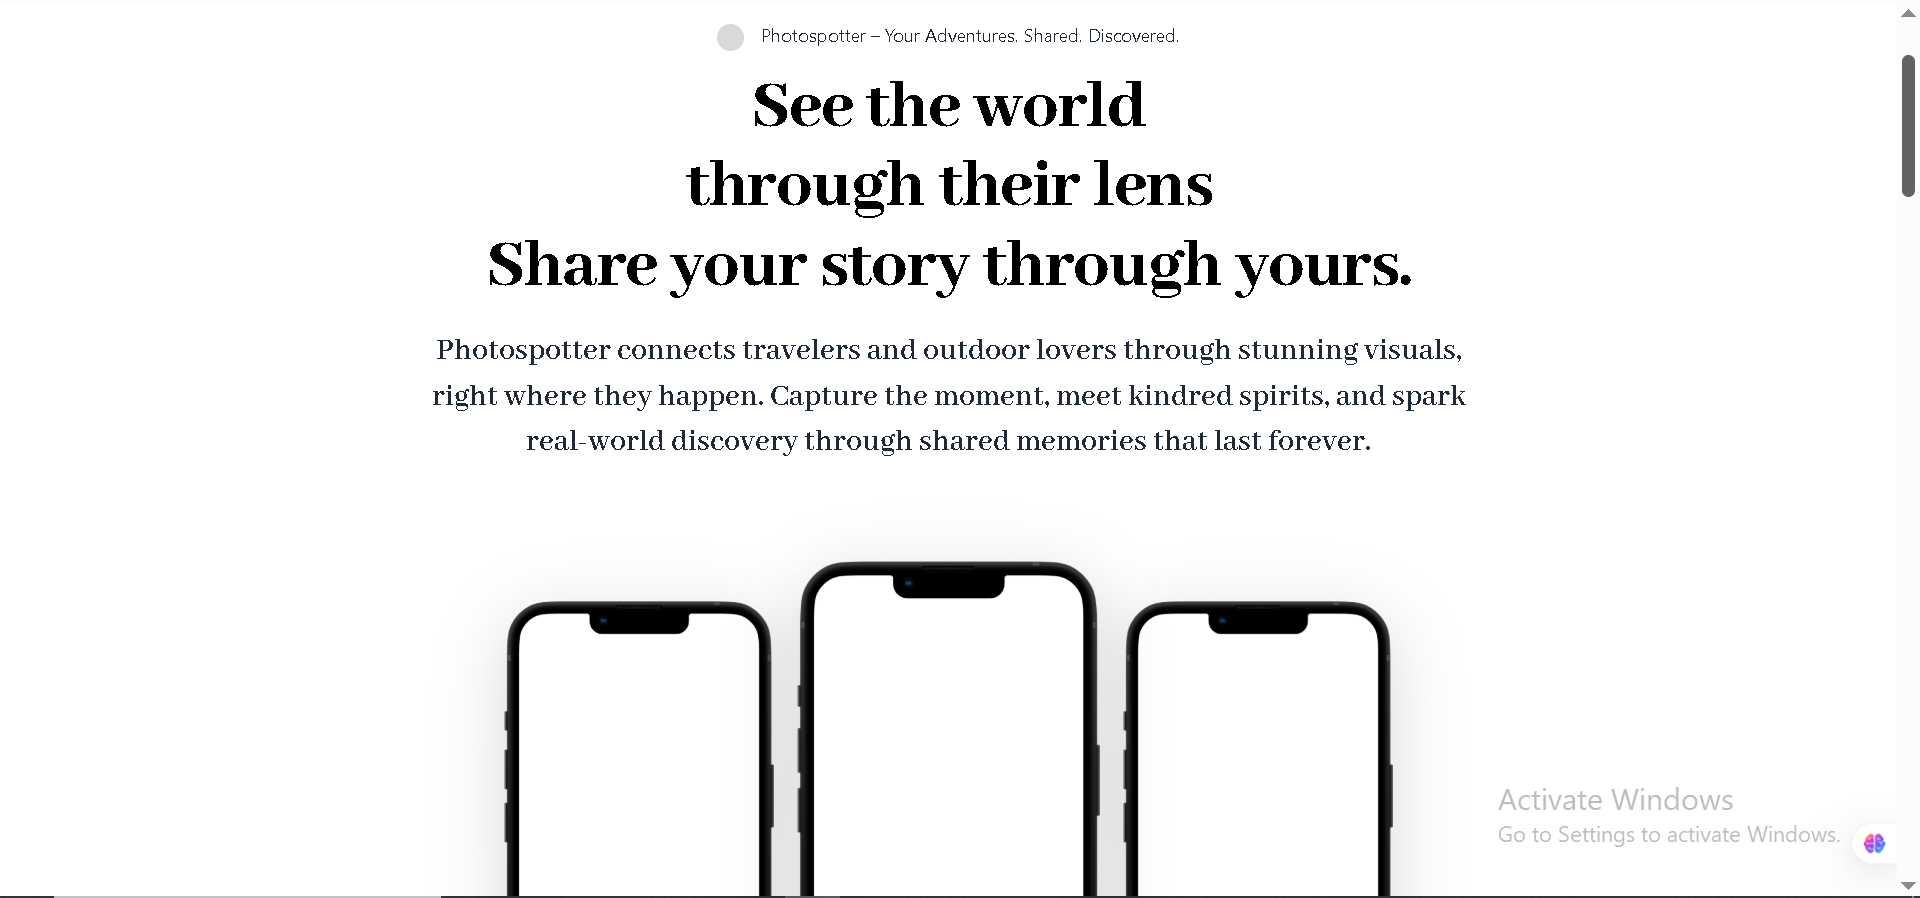 Photospotter – Your Adventures. Shared. Discovered.
See the world
through their lens
Share your story through yours.
Photospotter connects travelers and outdoor lovers through stunning visuals,
right where they happen. Capture the moment, meet kindred spirits, and spark
real-world discovery through shared memories that last forever.
Activate Windows
Go to Settings to activate Windows.